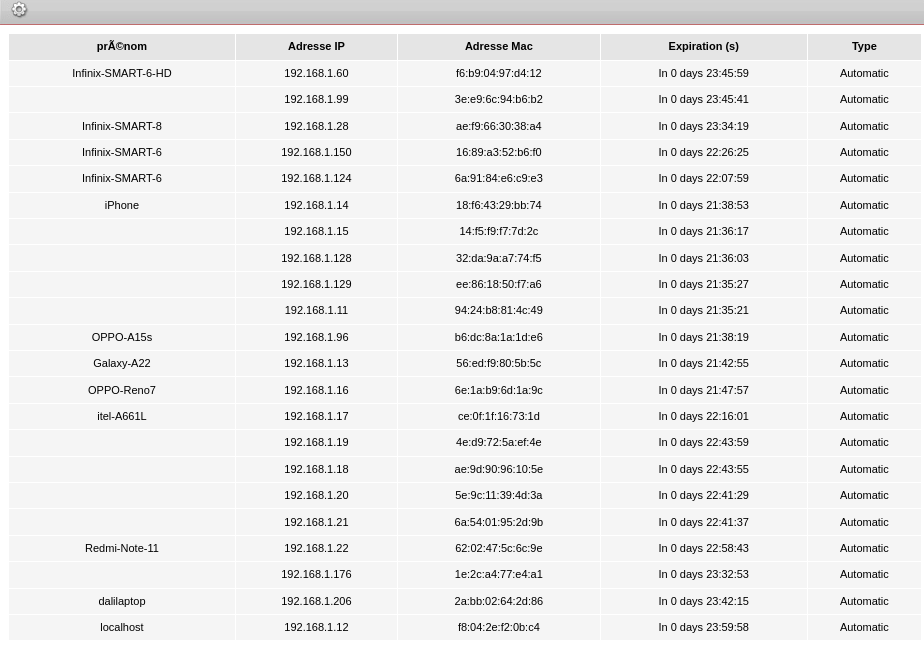 prÃ©nom Adresse IP Adresse Mac Expiration (s) Type
Infinix-SMART-6-HD 192.168.1.60 f6:b9:04:97:d4:12 In 0 days 23:45:59 Automatic
192.168.1.99 3e:e9:6c:94:b6:b2 In 0 days 23:45:41 Automatic
Infinix-SMART-8 192.168.1.28 ae:f9:66:30:38:a4 In 0 days 23:34:19 Automatic
Infinix-SMART-6 192.168.1.150 16:89:a3:52:b6:f0 In 0 days 22:26:25 Automatic
Infinix-SMART-6 192.168.1.124 6a:91:84:e6:c9:e3 In 0 days 22:07:59 Automatic
iPhone 192.168.1.14 18:f6:43:29:bb:74 In 0 days 21:38:53 Automatic
192.168.1.15 14:f5:f9:f7:7d:2c In 0 days 21:36:17 Automatic
192.168.1.128 32:da:9a:a7:74:f5 In 0 days 21:36:03 Automatic
192.168.1.129 ee:86:18:50:f7:a6 In 0 days 21:35:27 Automatic
192.168.1.11 94:24:b8:81:4c:49 In 0 days 21:35:21 Automatic
OPPO-A15s 192.168.1.96 b6:dc:8a:1a:1d:e6 In 0 days 21:38:19 Automatic
Galaxy-A22 192.168.1.13 56:ed:f9:80:5b:5c In 0 days 21:42:55 Automatic
OPPO-Reno7 192.168.1.16 6e:1a:b9:6d:1a:9c In 0 days 21:47:57 Automatic
itel-A661L 192.168.1.17 ce:0f:1f:16:73:1d In 0 days 22:16:01 Automatic
192.168.1.19 4e:d9:72:5a:ef:4e In 0 days 22:43:59 Automatic
192.168.1.18 ae:9d:90:96:10:5e In 0 days 22:43:55 Automatic
192.168.1.20 5e:9c:11:39:4d:3a In 0 days 22:41:29 Automatic
192.168.1.21 6a:54:01:95:2d:9b In 0 days 22:41:37 Automatic
Redmi-Note-11 192.168.1.22 62:02:47:5c:6c:9e In 0 days 22:58:43 Automatic
192.168.1.176 1e:2c:a4:77:e4:a1 In 0 days 23:32:53 Automatic
dalilaptop 192.168.1.206 2a:bb:02:64:2d:86 In 0 days 23:42:15 Automatic
localhost 192.168.1.12 f8:04:2e:f2:0b:c4 In 0 days 23:59:58 Automatic